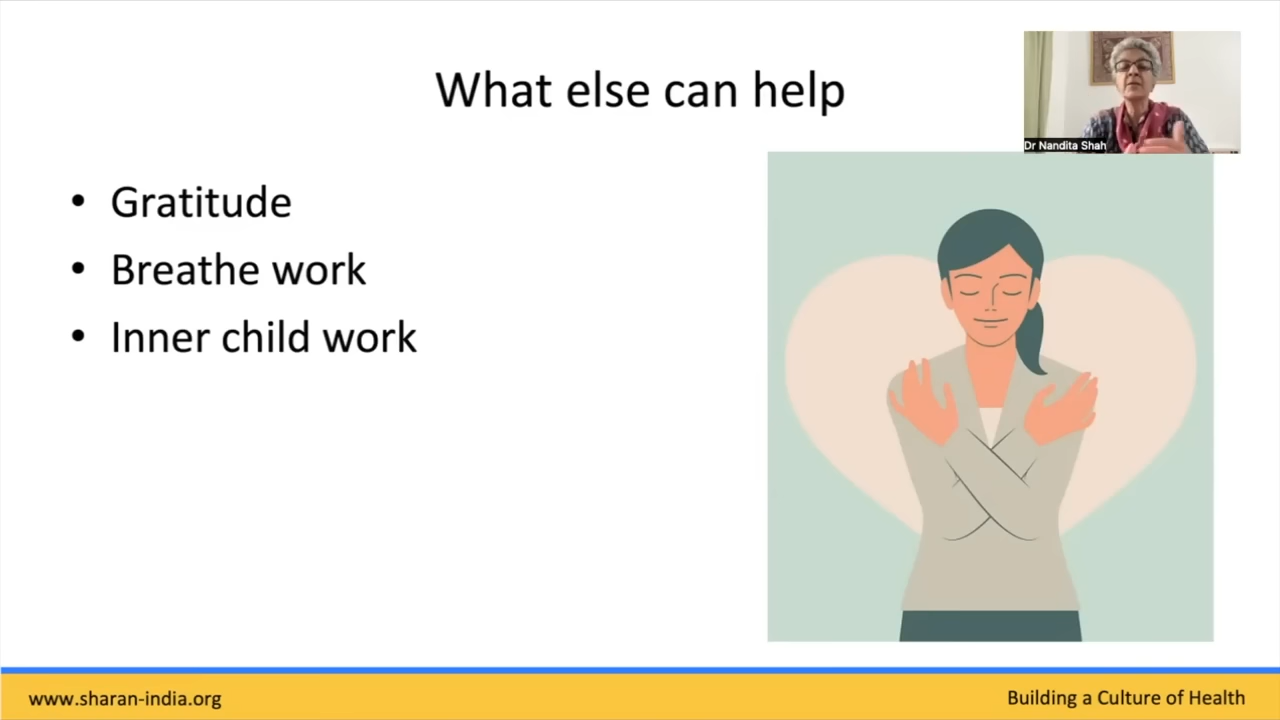 What else can help
Dr Nandita Shah
• Gratitude
• Breathe work
• Inner child work
www.sharan-india.org
Building a Culture of Health